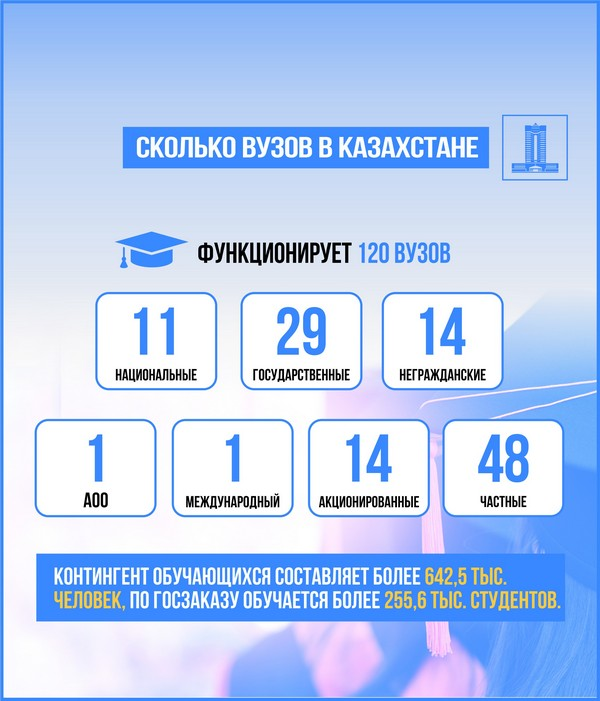 СКОЛЬКО ВУЗОВ В КАЗАХСТАНЕ
ФУНКЦИОНИРУЕТ 120 ВУЗОВ
11
НАЦИОНАЛЬНЫЕ
29
ГОСУДАРСТВЕННЫЕ
14
НЕГРАЖДАНСКИЕ
1
АОО
1
МЕЖДУНАРОДНЫЙ
14
АКЦИОНИРОВАННЫЕ
48
ЧАСТНЫЕ
КОНТИНГЕНТ ОБУЧАЮЩИХСЯ СОСТАВЛЯЕТ БОЛЕЕ 642,5 ТЫС.
ЧЕЛОВЕК, ПО ГОСЗАКАЗУ ОБУЧАЕТСЯ БОЛЕЕ 255,6 ТЫС. СТУДЕНТОВ.